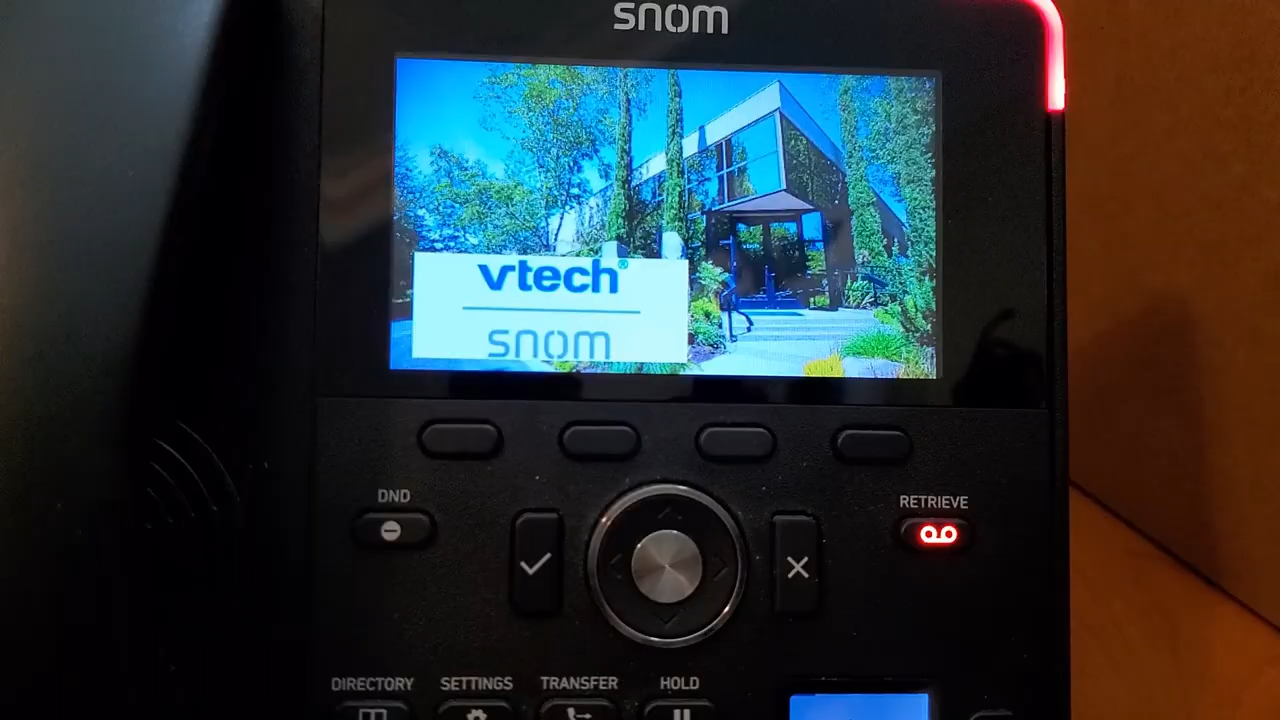 snom
vtech®
snom
DND
RETRIEVE
DIRECTORY SETTINGS TRANSFER HOLD